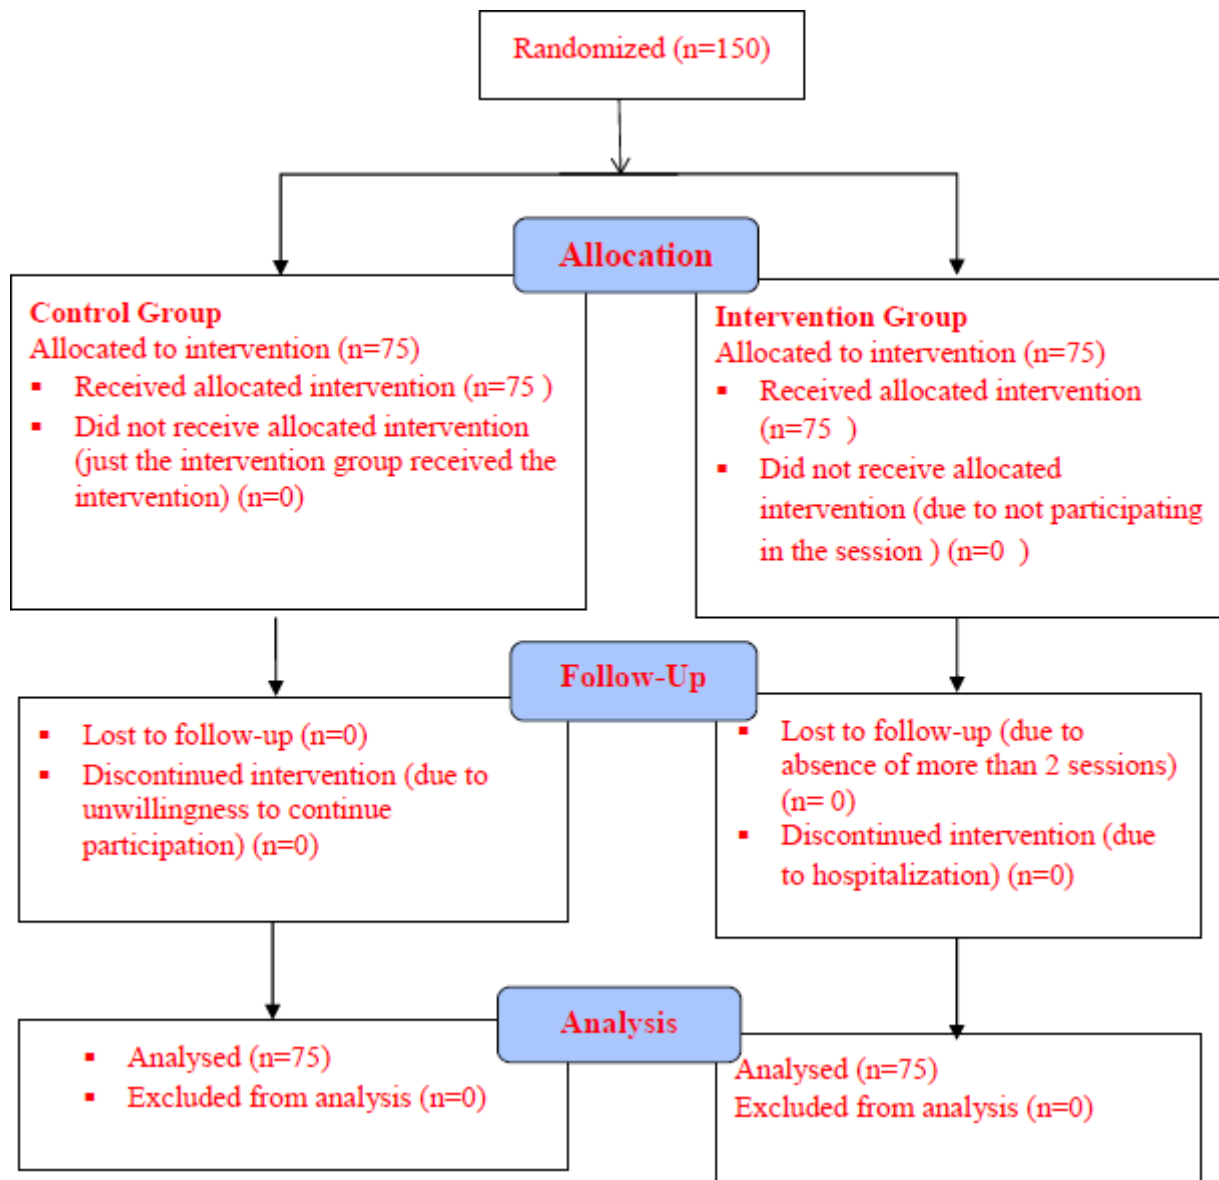 Randomized (n=150)
Allocation
Control Group
Allocated to intervention (n=75)
▪ Received allocated intervention (n=75 )
▪ Did not receive allocated intervention
(just the intervention group received the
intervention) (n=0)
Intervention Group
Allocated to intervention (n=75)
▪ Received allocated intervention
(n=75 )
▪ Did not receive allocated
intervention (due to not participating
in the session ) (n=0 )
Follow-Up
▪ Lost to follow-up (n=0)
▪ Discontinued intervention (due to
unwillingness to continue
participation) (n=0)
▪ Lost to follow-up (due to
absence of more than 2 sessions)
(n= 0)
▪ Discontinued intervention (due
to hospitalization) (n=0)
Analysis
▪ Analysed (n=75)
▪ Excluded from analysis (n=0)
Analysed (n=75)
Excluded from analysis (n=0)